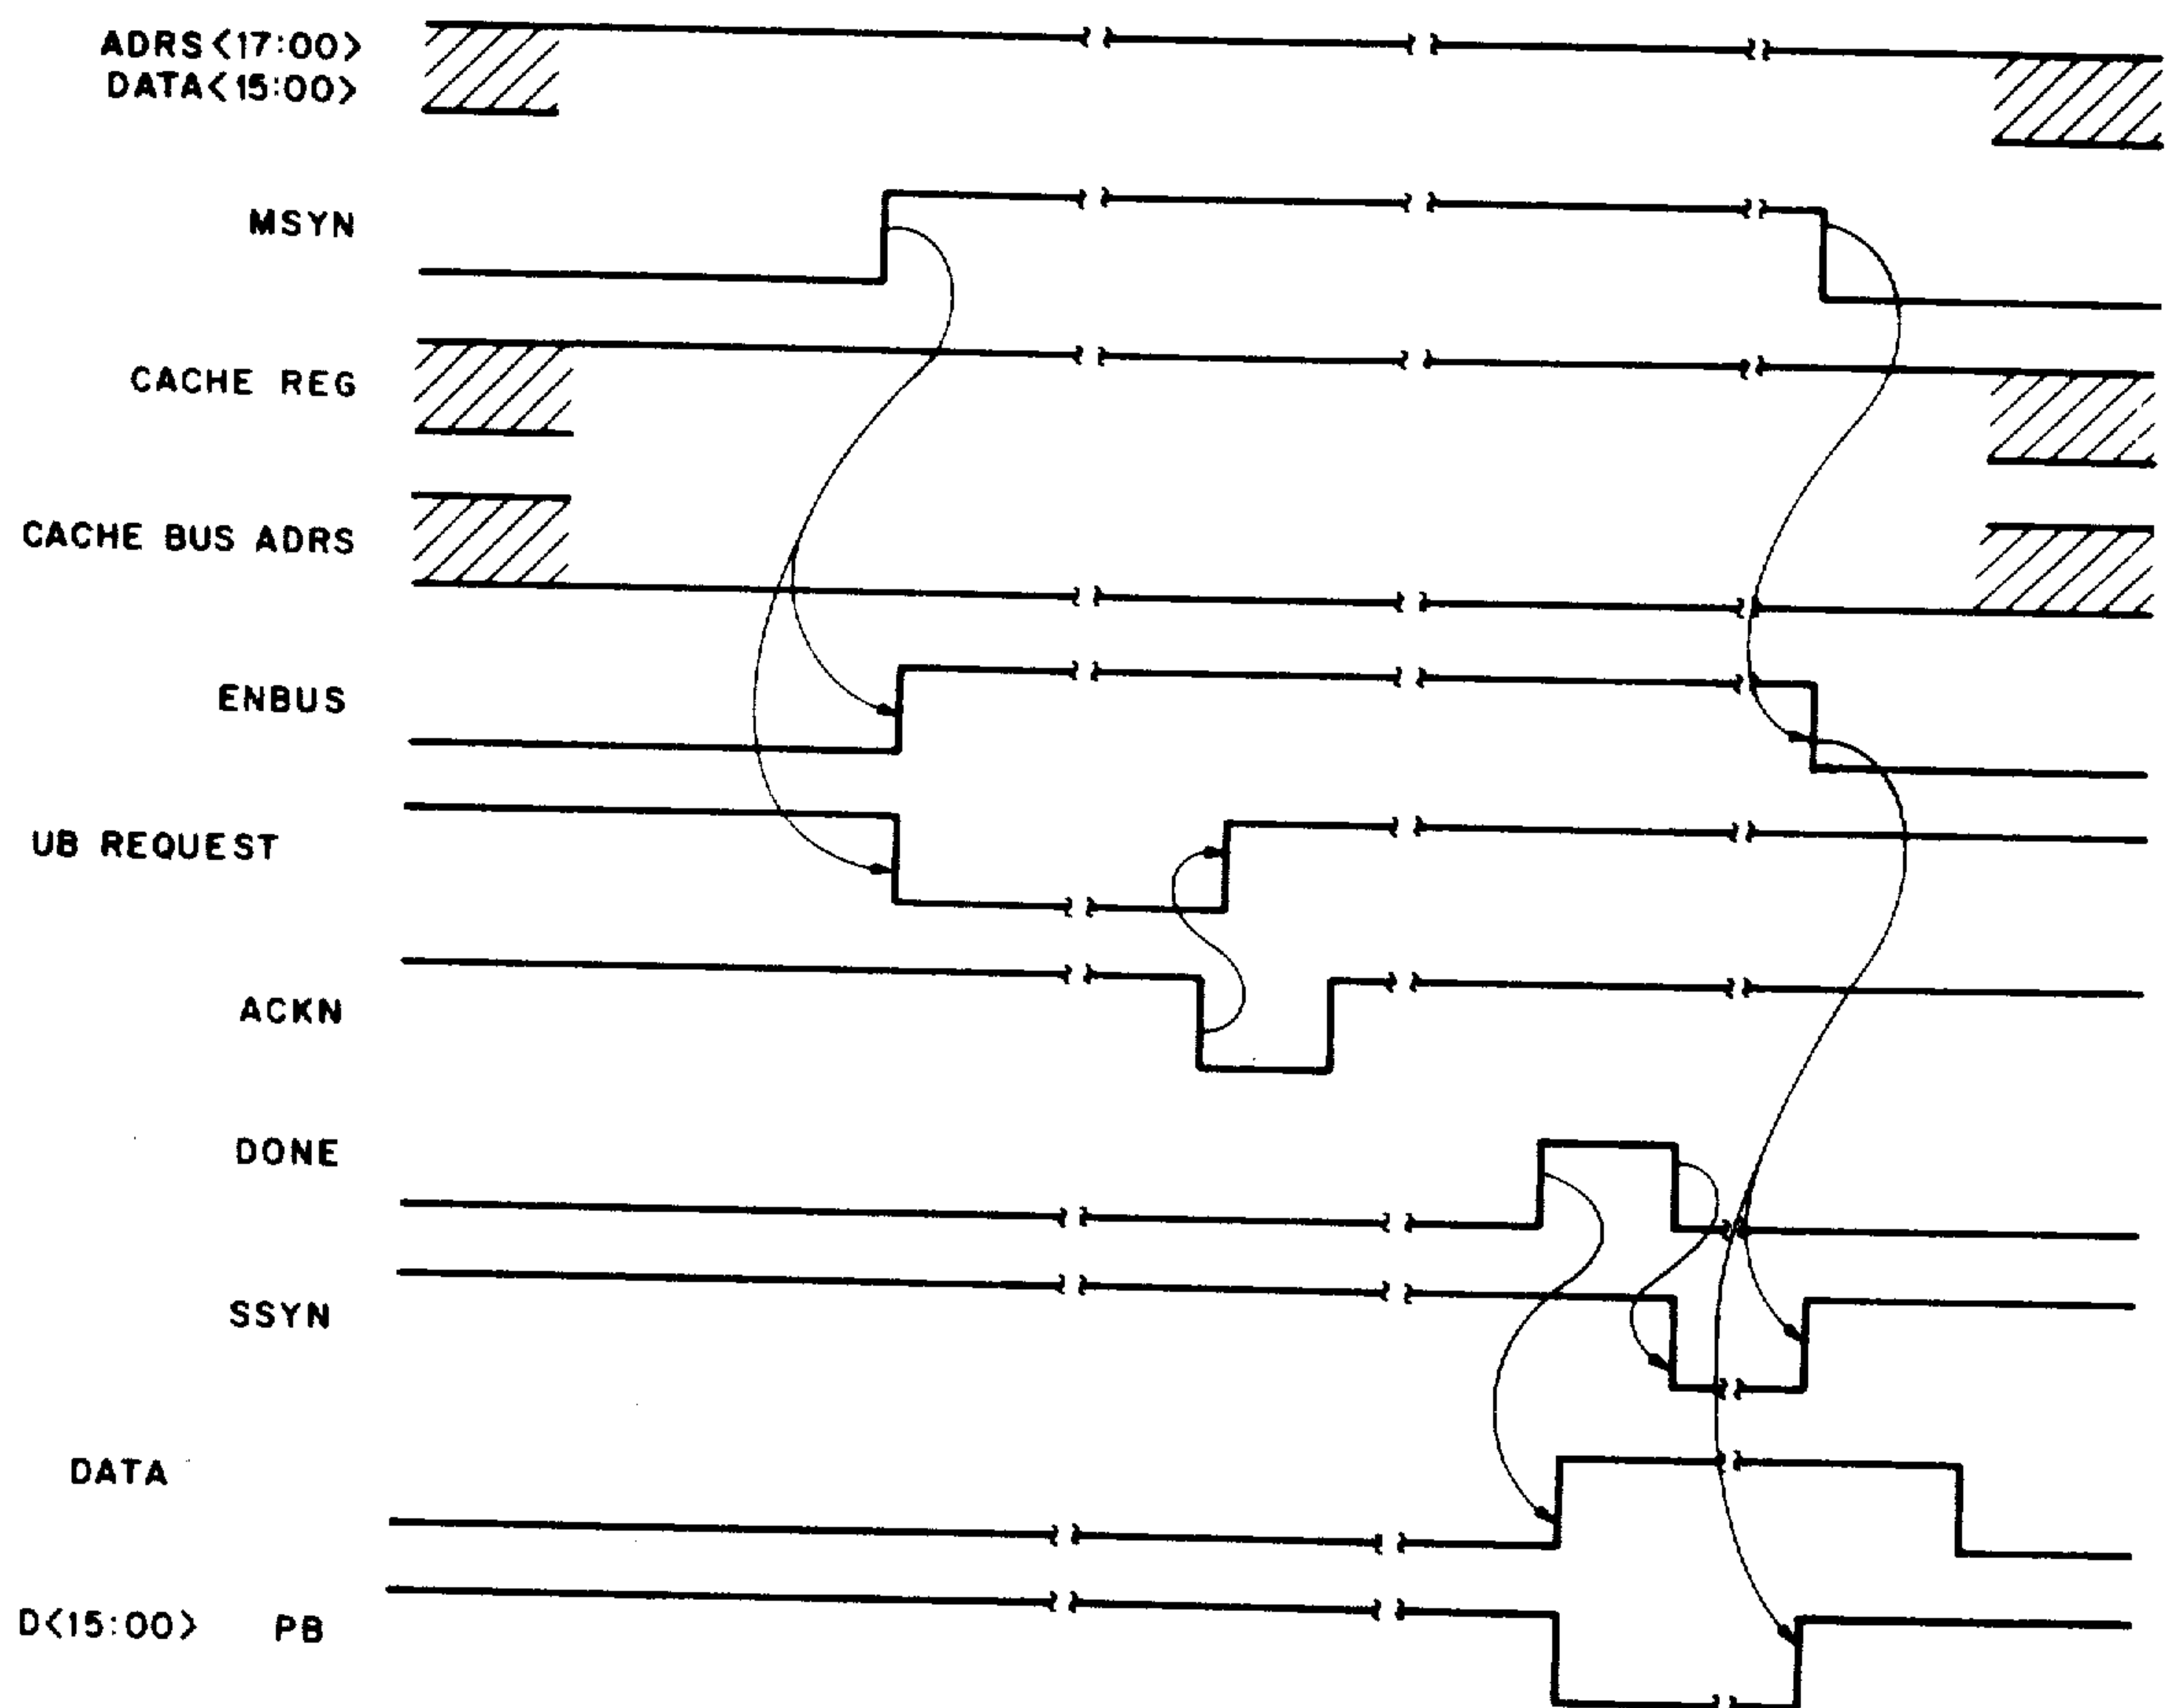 ADRS<17:00>
DATA<15:00>
MSYN
CACHE REG
CACHE BUS ADRS
ENBUS
UB REQUEST
ACKN
DONE
SSYN
DATA
D<15:00> PB